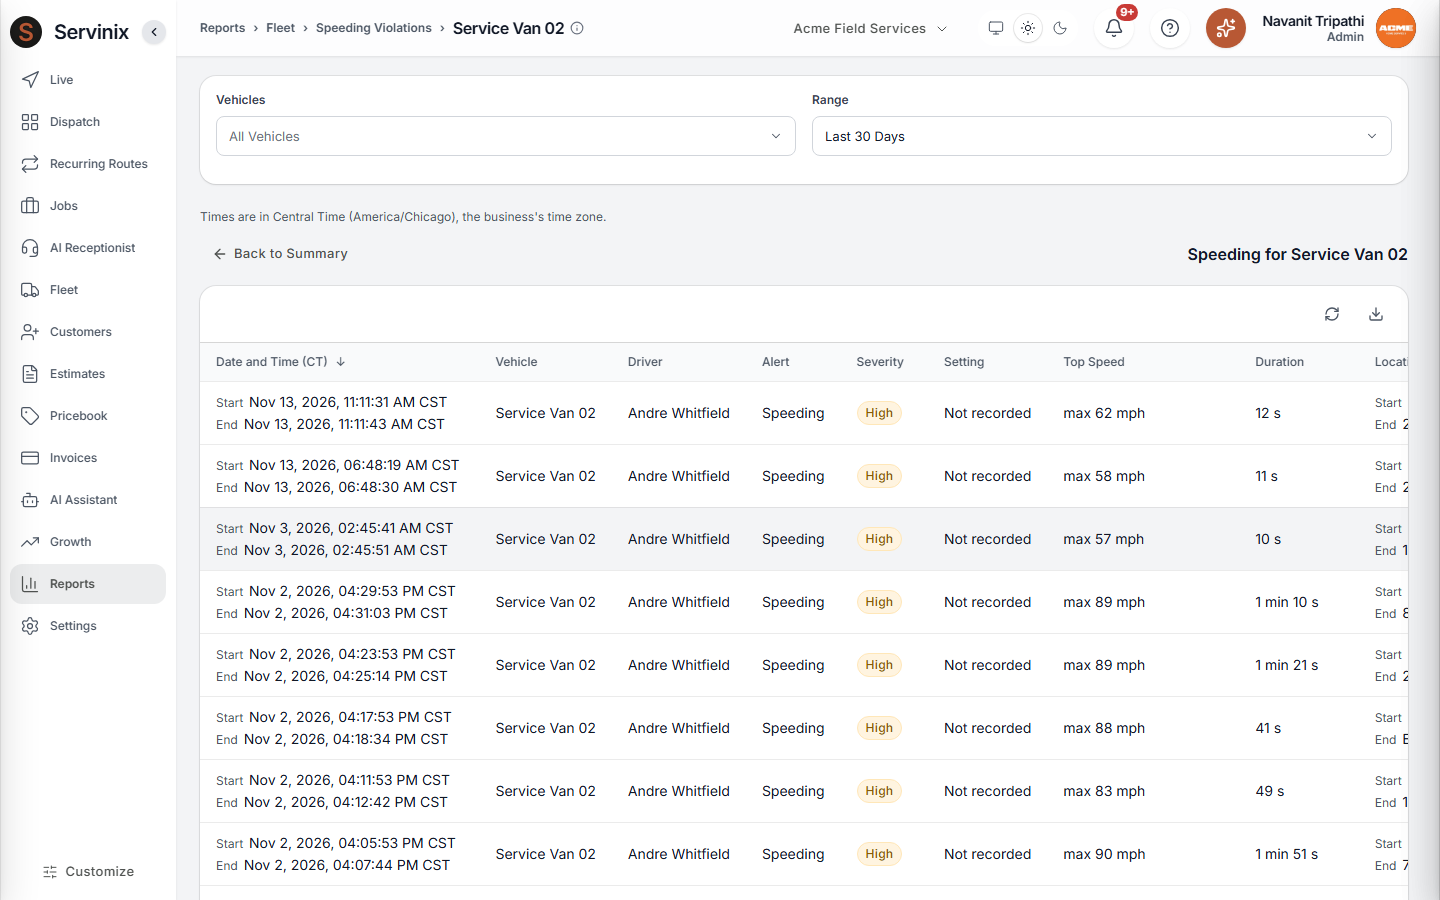 S Servinix
Reports › Fleet › Speeding Violations › Service Van 02
Acme Field Services
9+
Navanit Tripathi
Admin
ACME
Live
Dispatch
Recurring Routes
Jobs
AI Receptionist
Fleet
Customers
Estimates
Pricebook
Invoices
AI Assistant
Growth
Reports
Settings
Customize
Vehicles
All Vehicles
Range
Last 30 Days
Times are in Central Time (America/Chicago), the business's time zone.
Back to Summary
Speeding for Service Van 02
Date and Time (CT) ↓ Vehicle Driver Alert Severity Setting Top Speed Duration Locati
Start Nov 13, 2026, 11:11:31 AM CST
End Nov 13, 2026, 11:11:43 AM CST
Service Van 02 Andre Whitfield Speeding High Not recorded max 62 mph 12 s
Start
End 2
Start Nov 13, 2026, 06:48:19 AM CST
End Nov 13, 2026, 06:48:30 AM CST
Service Van 02 Andre Whitfield Speeding High Not recorded max 58 mph 11 s
Start
End 2
Start Nov 3, 2026, 02:45:41 AM CST
End Nov 3, 2026, 02:45:51 AM CST
Service Van 02 Andre Whitfield Speeding High Not recorded max 57 mph 10 s
Start
End 1
Start Nov 2, 2026, 04:29:53 PM CST
End Nov 2, 2026, 04:31:03 PM CST
Service Van 02 Andre Whitfield Speeding High Not recorded max 89 mph 1 min 10 s
Start
End 8
Start Nov 2, 2026, 04:23:53 PM CST
End Nov 2, 2026, 04:25:14 PM CST
Service Van 02 Andre Whitfield Speeding High Not recorded max 89 mph 1 min 21 s
Start
End 2
Start Nov 2, 2026, 04:17:53 PM CST
End Nov 2, 2026, 04:18:34 PM CST
Service Van 02 Andre Whitfield Speeding High Not recorded max 88 mph 41 s
Start
End
Start Nov 2, 2026, 04:11:53 PM CST
End Nov 2, 2026, 04:12:42 PM CST
Service Van 02 Andre Whitfield Speeding High Not recorded max 83 mph 49 s
Start
End 1
Start Nov 2, 2026, 04:05:53 PM CST
End Nov 2, 2026, 04:07:44 PM CST
Service Van 02 Andre Whitfield Speeding High Not recorded max 90 mph 1 min 51 s
Start
End 7